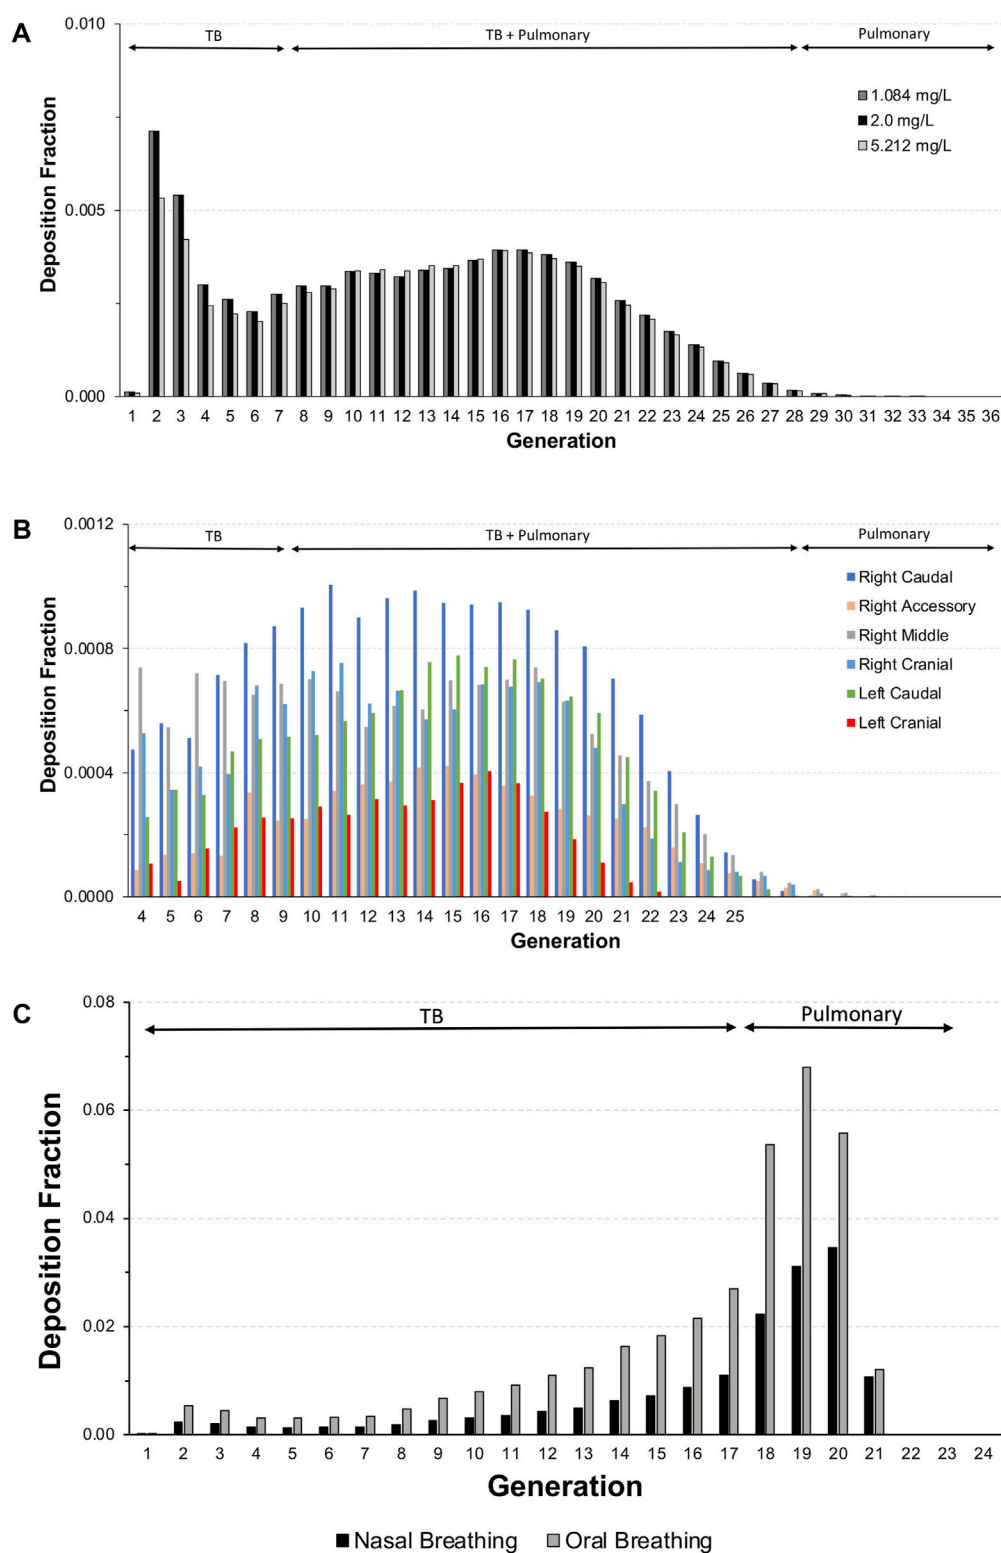 A
0.010
TB
TB + Pulmonary
Pulmonary
1.084 mg/L
2.0 mg/L
5.212 mg/L
Deposition Fraction
0.005
0.000
1 2 3 4 5 6 7 8 9 10 11 12 13 14 15 16 17 18 19 20 21 22 23 24 25 26 27 28 29 30 31 32 33 34 35 36
Generation
B
0.0012
TB
TB + Pulmonary
Pulmonary
Right Caudal
Right Accessory
Right Middle
Right Cranial
Left Caudal
Left Cranial
Deposition Fraction
0.0008
0.0004
0.0000
4 5 6 7 8 9 10 11 12 13 14 15 16 17 18 19 20 21 22 23 24 25
Generation
C
0.08
TB
Pulmonary
Deposition Fraction
0.06
0.04
0.02
0.00
1 2 3 4 5 6 7 8 9 10 11 12 13 14 15 16 17 18 19 20 21 22 23 24
Generation
Nasal Breathing Oral Breathing